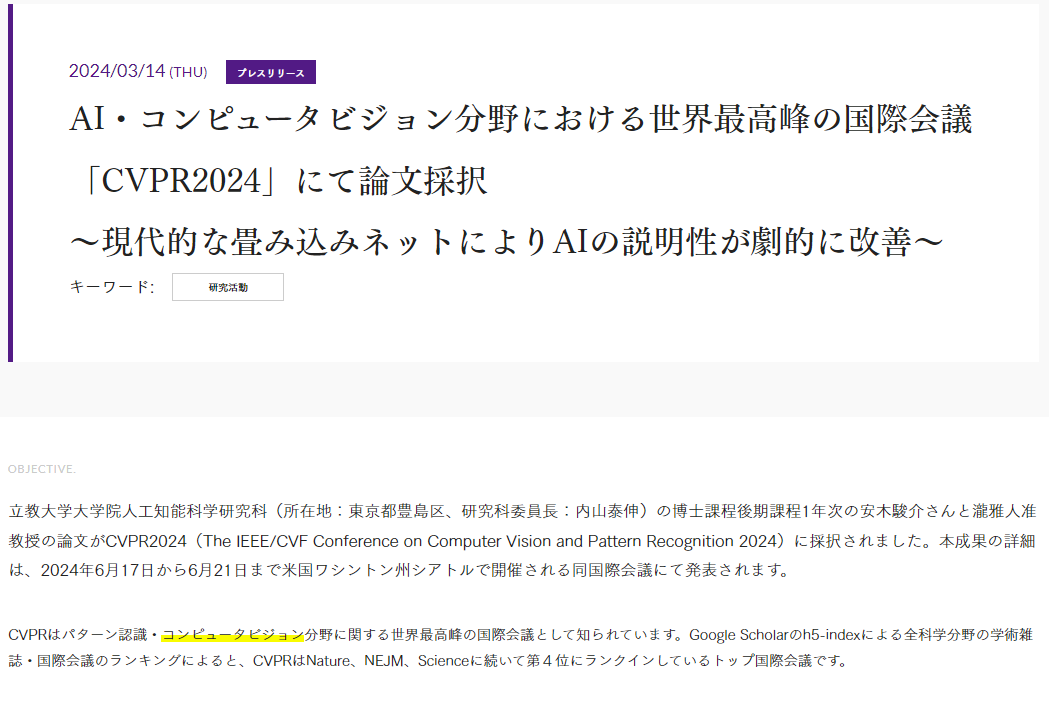 2024/03/14 (THU) プレスリリース
AI・コンピュータビジョン分野における世界最高峰の国際会議
「CVPR2024」にて論文採択
～現代的な畳み込みネットによりAIの説明性が劇的に改善～
キーワード: 研究活動
OBJECTIVE.
立教大学大学院人工知能科学研究科（所在地：東京都豊島区、研究科委員長：内山泰伸）の博士課程後期課程1年次の安木駿介さんと瀧雅人准
教授の論文がCVPR2024（The IEEE/CVF Conference on Computer Vision and Pattern Recognition 2024）に採択されました。本成果の詳細
は、2024年6月17日から6月21日まで米国ワシントン州シアトルで開催される同国際会議にて発表されます。
CVPRはパターン認識・コンピュータビジョン分野に関する世界最高峰の国際会議として知られています。Google Scholarのh5-indexによる全科学分野の学術雑
誌・国際会議のランキングによると、CVPRはNature、NEJM、Scienceに続いて第４位にランクインしているトップ国際会議です。